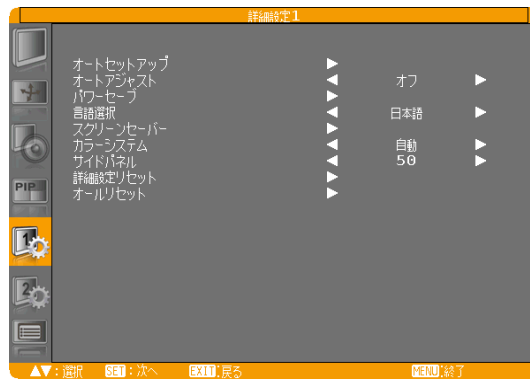 詳細設定1
オートセットアップ
オートアジャスト ◀ オフ ▶
パワーセーブ
言語選択 ◀ 日本語 ▶
スクリーンセーバー
カラーシステム ◀ 自動 ▶
サイドパネル ◀ 50 ▶
詳細設定リセット
オールリセット
PIP
1
2
▲▼:選択 SET:次へ EXIT:戻る MENU:終了